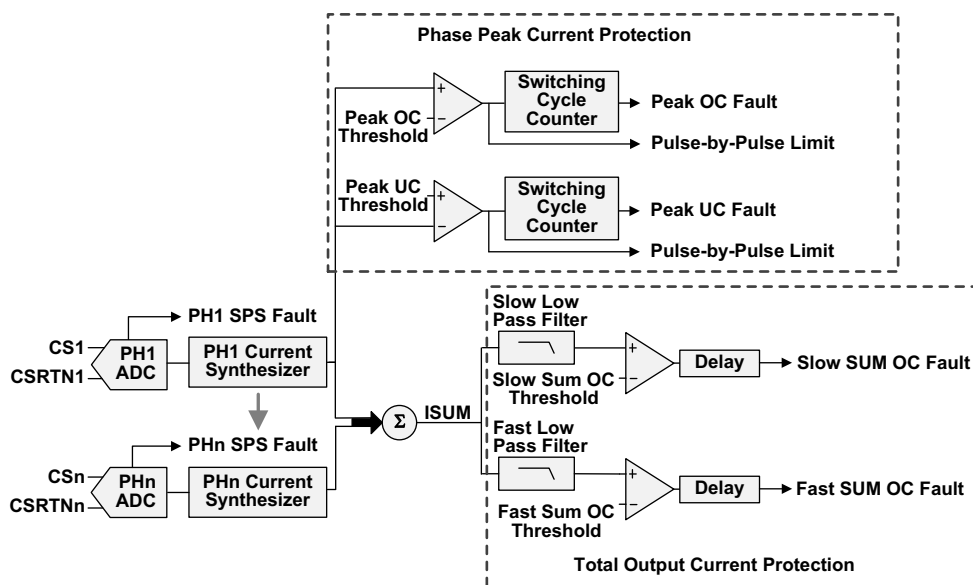 Phase Peak Current Protection
Peak OC
Threshold
+
−
Switching
Cycle
Counter
Peak OC Fault
Pulse-by-Pulse Limit
Peak UC
Threshold
+
−
Switching
Cycle
Counter
Peak UC Fault
Pulse-by-Pulse Limit
PH1 SPS Fault
CS1
CSRTN1
PH1
ADC
PH1 Current
Synthesizer
PHn SPS Fault
CSn
CSRTNn
PHn
ADC
PHn Current
Synthesizer
Σ
ISUM
Slow Low
Pass Filter
Slow Sum OC
Threshold
+
−
Delay
Slow SUM OC Fault
Fast Low
Pass Filter
Fast Sum OC
Threshold
+
−
Delay
Fast SUM OC Fault
Total Output Current Protection